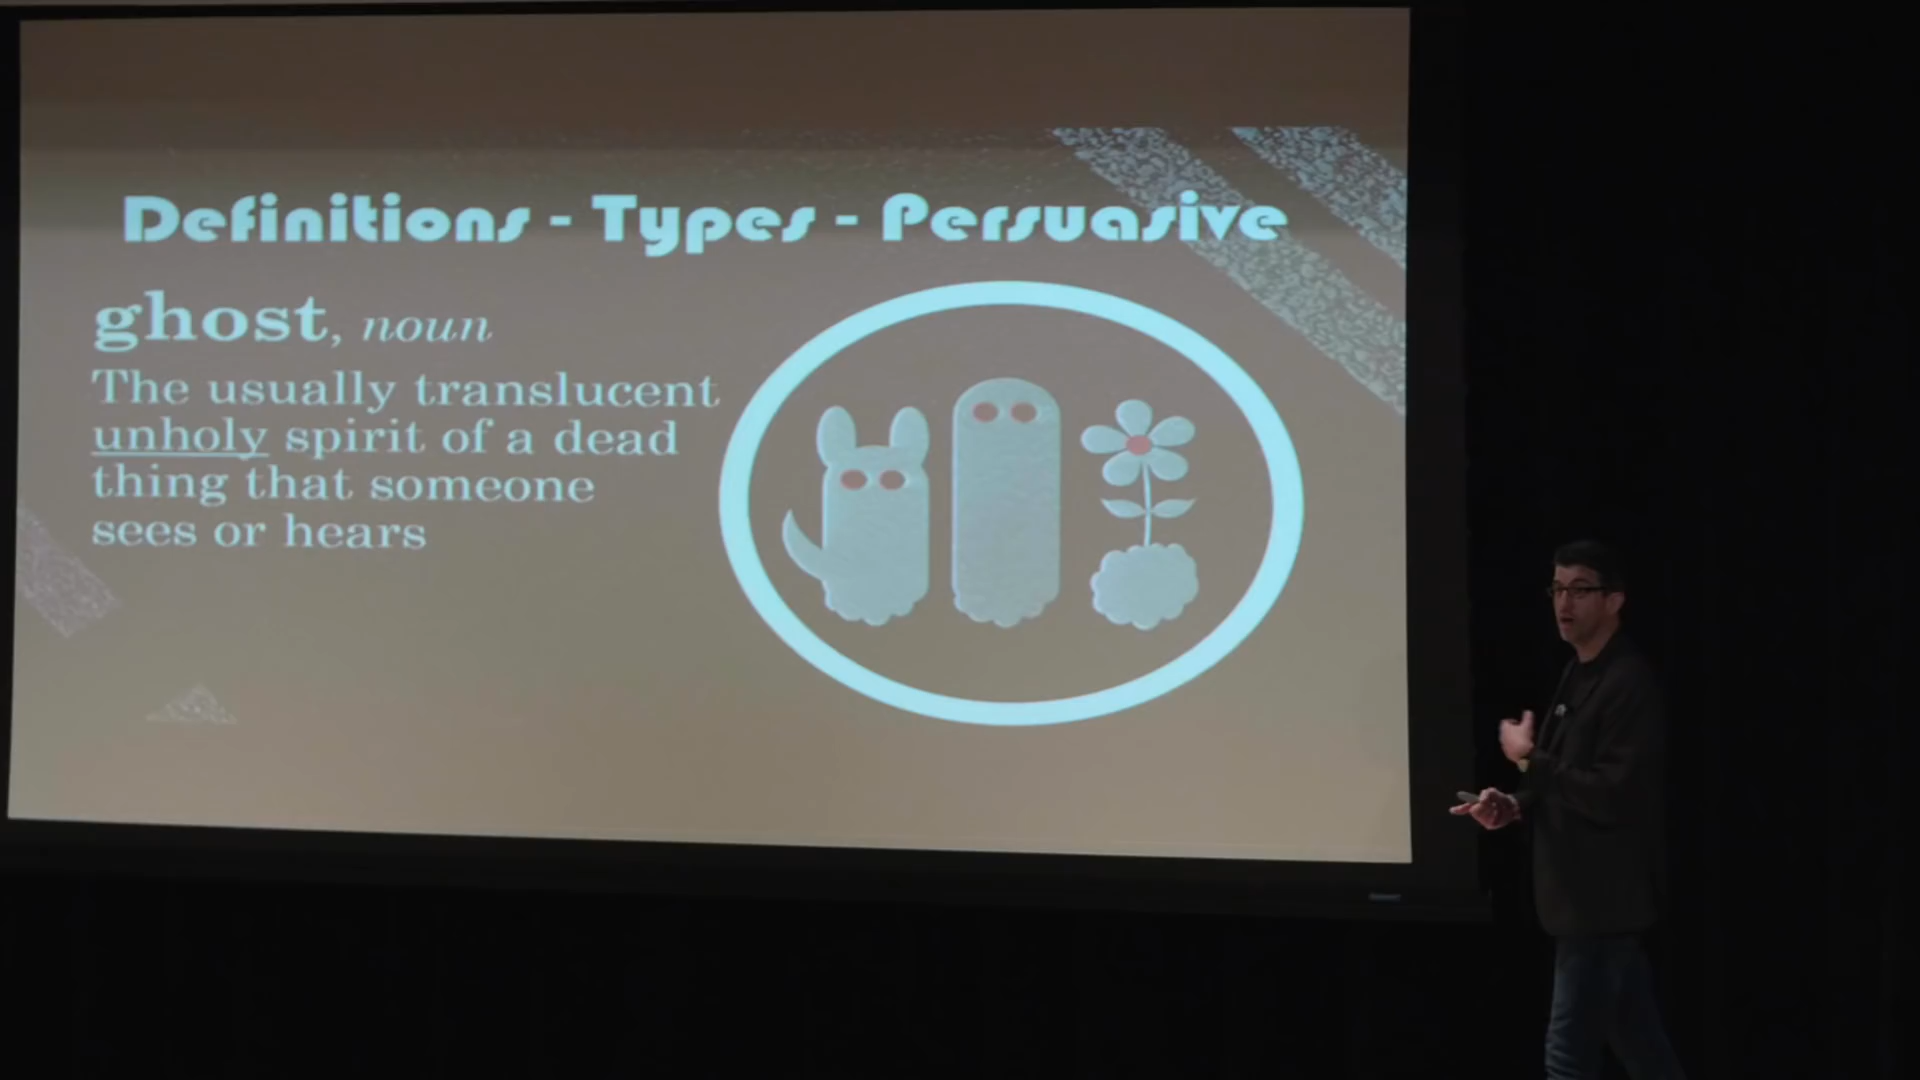 Definitions - Types - Persuasive
ghost, noun
The usually translucent
unholy spirit of a dead
thing that someone
sees or hears